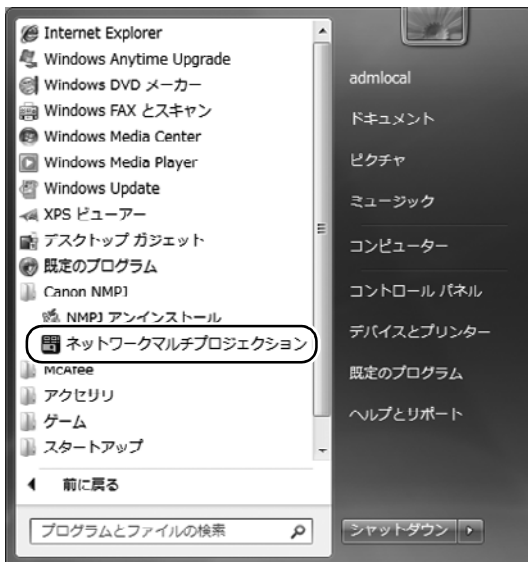 Internet Explorer
Windows Anytime Upgrade
Windows DVD メーカー
Windows FAX とスキャン
Windows Media Center
Windows Media Player
Windows Update
XPS ビューアー
デスクトップ ガジェット
既定のプログラム
Canon NMPJ
NMPJ アンインストール
ネットワークマルチプロジェクション
McAfee
アクセサリ
ゲーム
スタートアップ
前に戻る
プログラムとファイルの検索
admlocal
ドキュメント
ピクチャ
ミュージック
コンピューター
コントロール パネル
デバイスとプリンター
既定のプログラム
ヘルプとサポート
シャットダウン